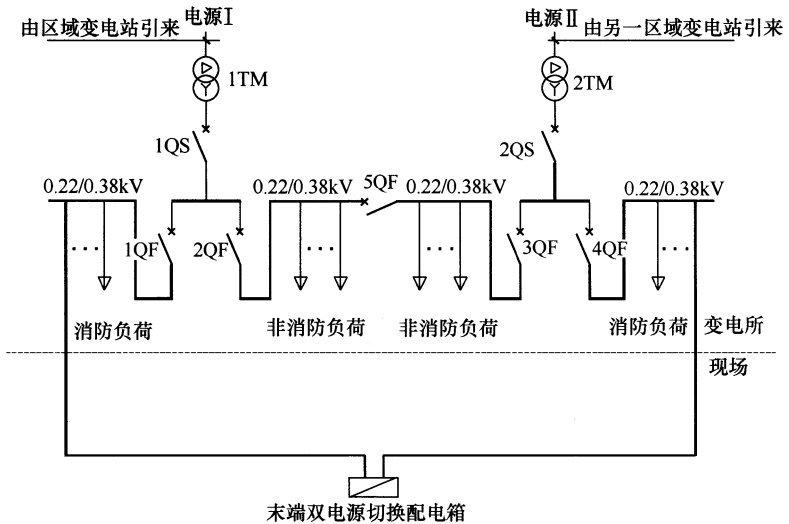 电源Ⅰ
电源Ⅱ
由区域变电站引来
由另一区域变电站引来
1TM
2TM
1QS
2QS
0.22/0.38kV
0.22/0.38kV
5QF
0.22/0.38kV
0.22/0.38kV
1QF
2QF
3QF
4QF
消防负荷
非消防负荷
非消防负荷
消防负荷
变电所
现场
末端双电源切换配电箱